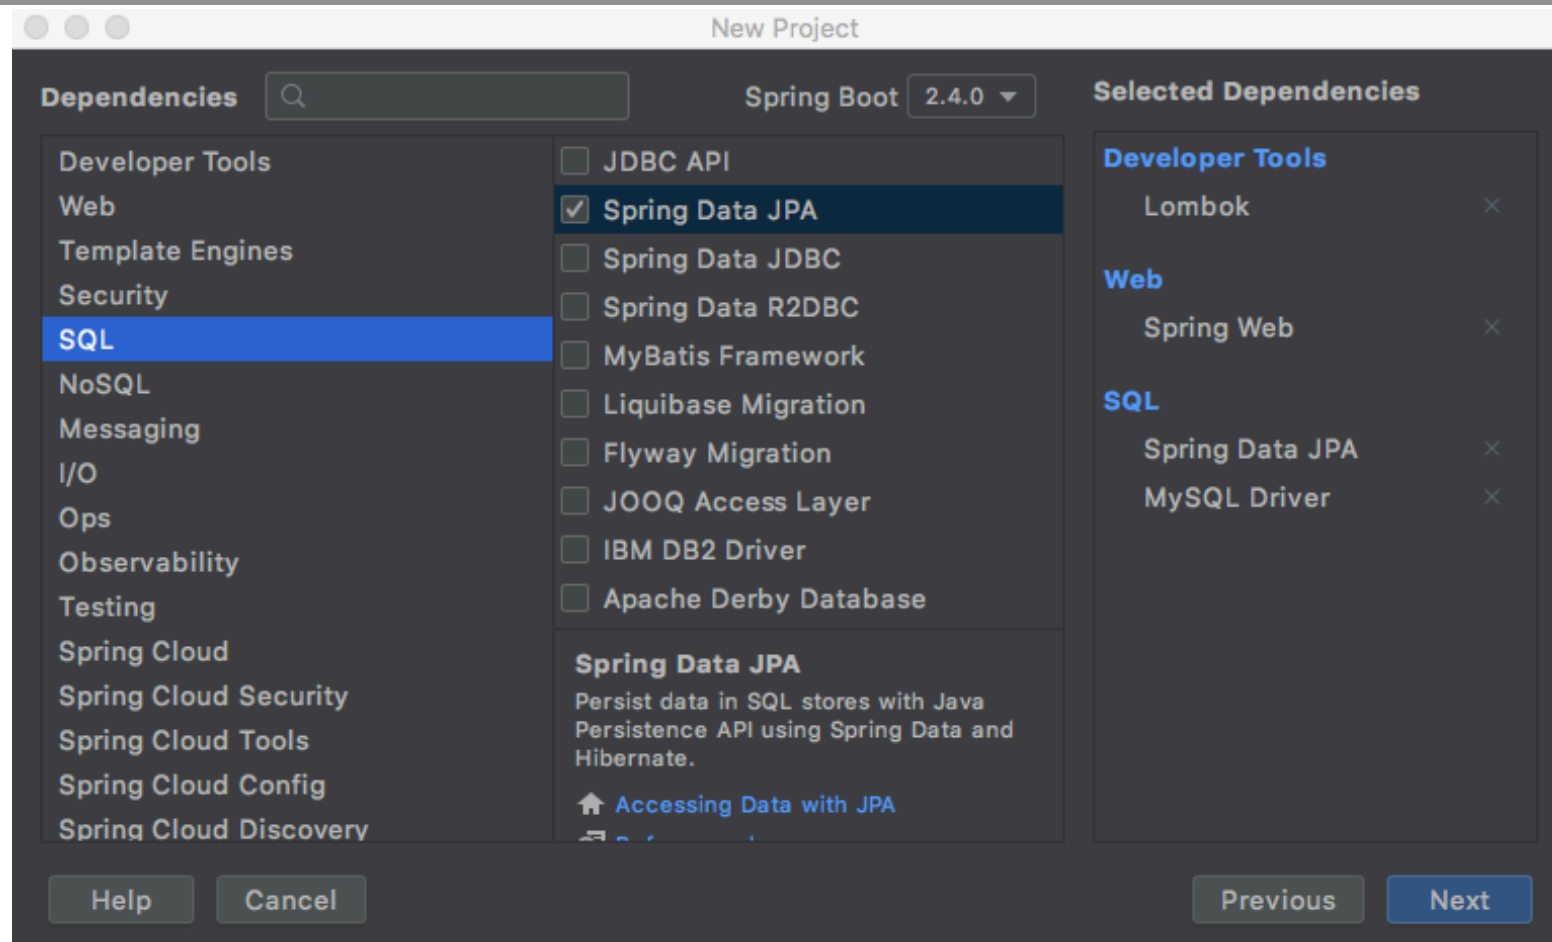 New Project
Dependencies
Spring Boot 2.4.0
Selected Dependencies
Developer Tools
Web
Template Engines
Security
SQL
NoSQL
Messaging
I/O
Ops
Observability
Testing
Spring Cloud
Spring Cloud Security
Spring Cloud Tools
Spring Cloud Config
Spring Cloud Discovery
JDBC API
Spring Data JPA
Spring Data JDBC
Spring Data R2DBC
MyBatis Framework
Liquibase Migration
Flyway Migration
JOOQ Access Layer
IBM DB2 Driver
Apache Derby Database
Spring Data JPA
Persist data in SQL stores with Java
Persistence API using Spring Data and
Hibernate.
Accessing Data with JPA
Developer Tools
Lombok
Web
Spring Web
SQL
Spring Data JPA
MySQL Driver
Help
Cancel
Previous
Next